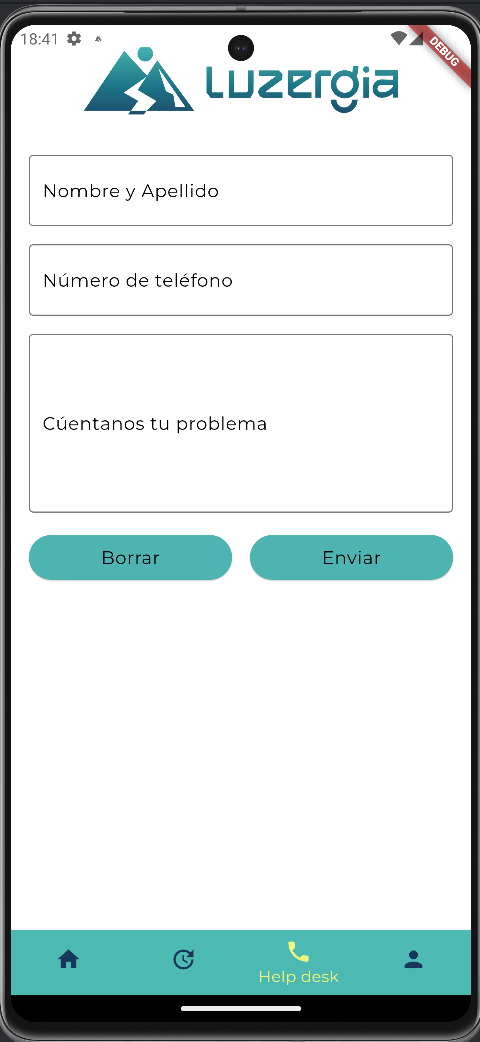 18:41
DEBUG
Luzergia
Nombre y Apellido
Número de teléfono
Cúentanos tu problema
Borrar
Enviar
Help desk